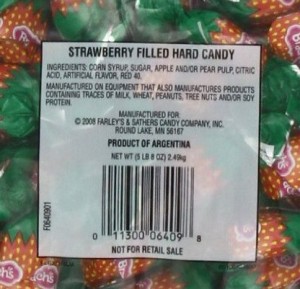 STRAWBERRY FILLED HARD CANDY
INGREDIENTS: CORN SYRUP, SUGAR, APPLE AND/OR PEAR PULP, CITRIC
ACID, ARTIFICIAL FLAVOR, RED 40.
MANUFACTURED ON EQUIPMENT THAT ALSO MANUFACTURES PRODUCTS
CONTAINING TRACES OF MILK, WHEAT, PEANUTS, TREE NUTS AND/OR SOY
PROTEIN.
MANUFACTURED FOR:
© 2008 FARLEY'S & SATHERS CANDY COMPANY, INC.
ROUND LAKE, MN 56167
PRODUCT OF ARGENTINA
NET WT (5 LB 8 OZ) 2.49kg
F0640901
0 11300 06409 8
NOT FOR RETAIL SALE